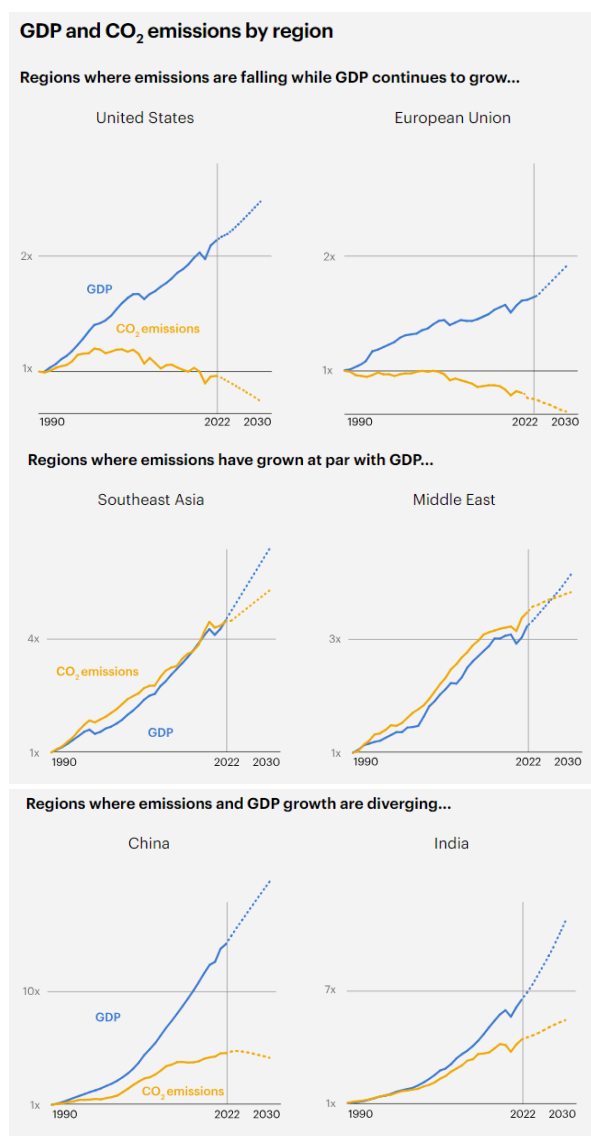 GDP and CO2 emissions by region
Regions where emissions are falling while GDP continues to grow...
United States
European Union
2x
GDP
CO2 emissions
1x
1990
2022
2030
2x
1x
1990
2022
2030
Regions where emissions have grown at par with GDP...
Southeast Asia
Middle East
4x
CO2 emissions
GDP
1x
1990
2022
2030
3x
1x
1990
2022
2030
Regions where emissions and GDP growth are diverging...
China
India
10x
GDP
CO2 emissions
1x
1990
2022
2030
7x
1x
1990
2022
2030